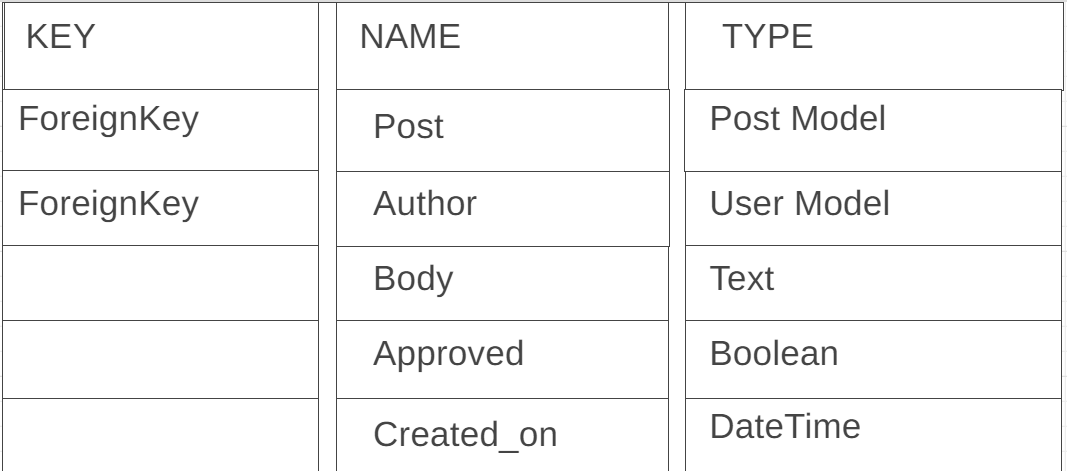 KEY NAME TYPE
ForeignKey Post Post Model
ForeignKey Author User Model
Body Text
Approved Boolean
Created_on DateTime